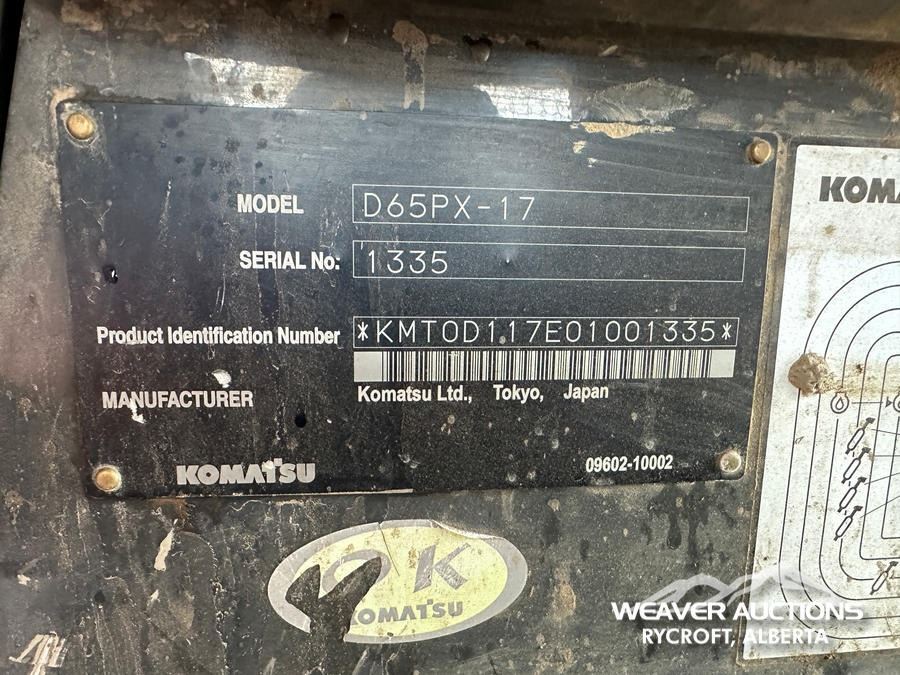 MODEL D65PX-17
SERIAL No: 1335
Product Identification Number *KMT0D117E01001335*
MANUFACTURER Komatsu Ltd., Tokyo, Japan
KOMATSU 09602-10002
K
KOMATSU
KOMA
WEAVER AUCTIONS
RYCROFT, ALBERTA